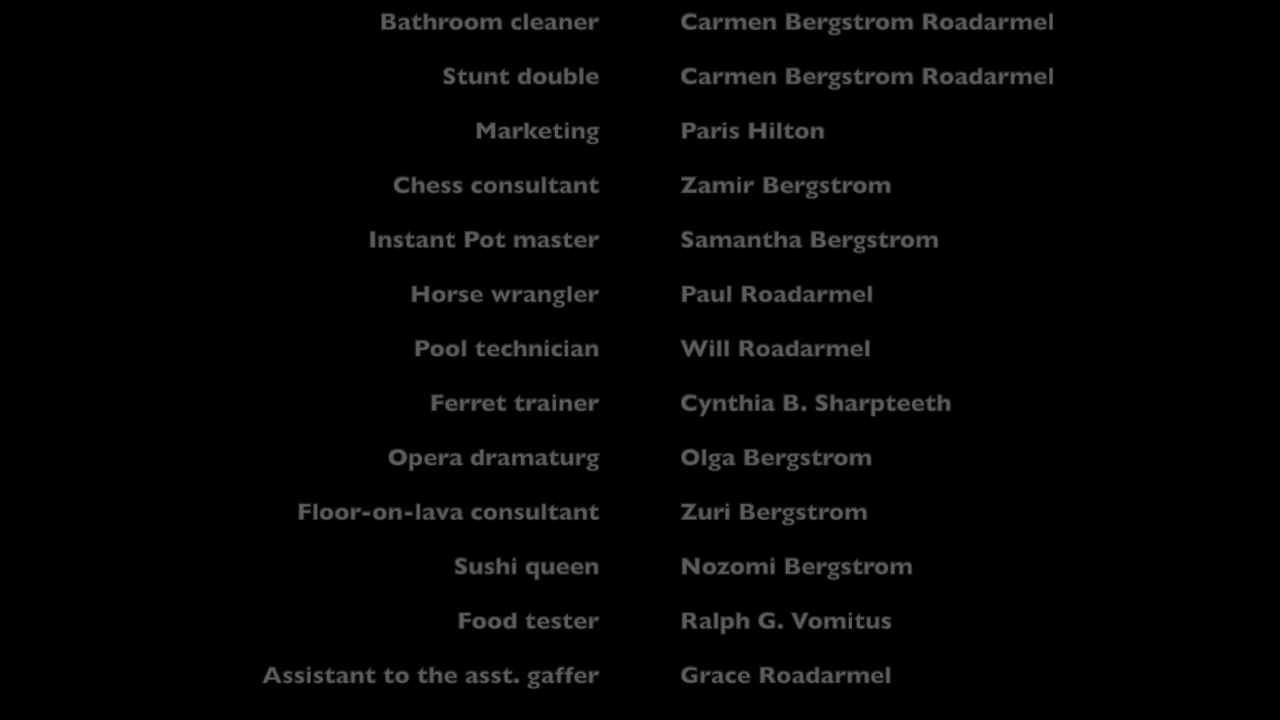 Bathroom cleaner Carmen Bergstrom Roadarmel
Stunt double Carmen Bergstrom Roadarmel
Marketing Paris Hilton
Chess consultant Zamir Bergstrom
Instant Pot master Samantha Bergstrom
Horse wrangler Paul Roadarmel
Pool technician Will Roadarmel
Ferret trainer Cynthia B. Sharpteeth
Opera dramaturg Olga Bergstrom
Floor-on-lava consultant Zuri Bergstrom
Sushi queen Nozomi Bergstrom
Food tester Ralph G. Vomitus
Assistant to the asst. gaffer Grace Roadarmel